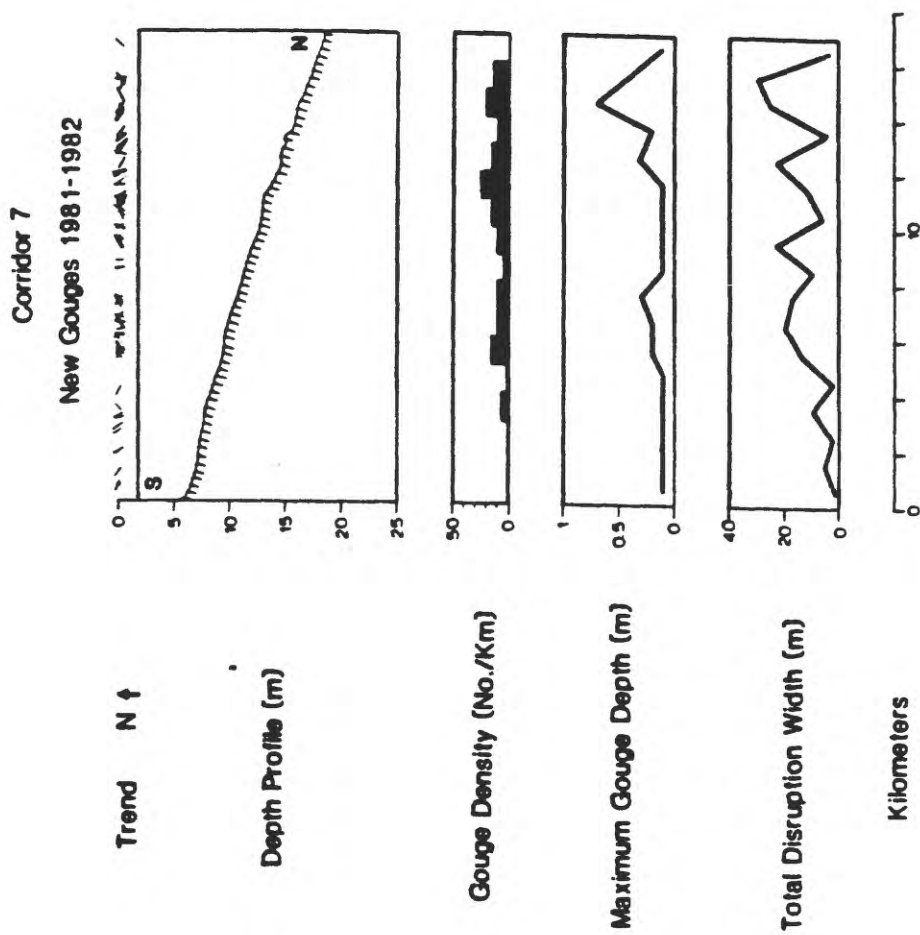 Corridor 7
New Gouges 1981-1982
Trend N ↑
0
S
N
5
10
15
20
25
Depth Profile (m)
50
0
Gouge Density (No./Km)
1
0.5
0
Maximum Gouge Depth (m)
40
20
0
Total Disruption Width (m)
0
10
Kilometers